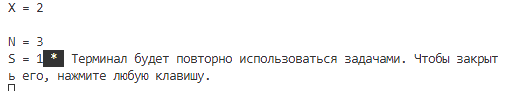 X = 2
N = 3
S = 1 * Терминал будет повторно использоваться задачами. Чтобы закрыт
ь его, нажмите любую клавишу.